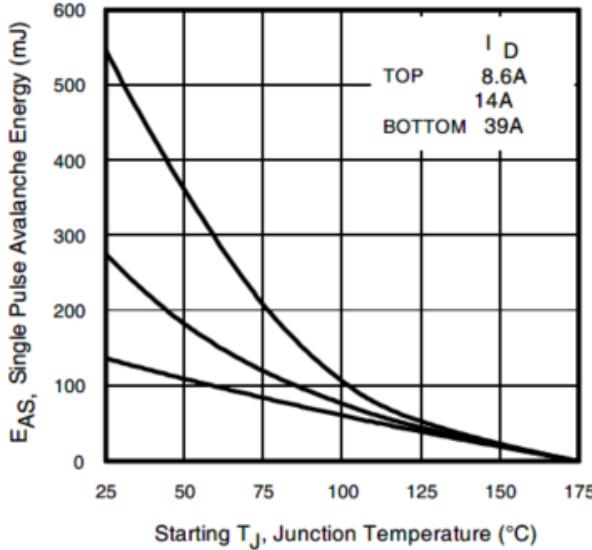 600
500
400
300
200
100
0
E_AS, Single Pulse Avalanche Energy (mJ)
I_D
TOP 8.6A
14A
BOTTOM 39A
25 50 75 100 125 150 175
Starting T_J, Junction Temperature (°C)